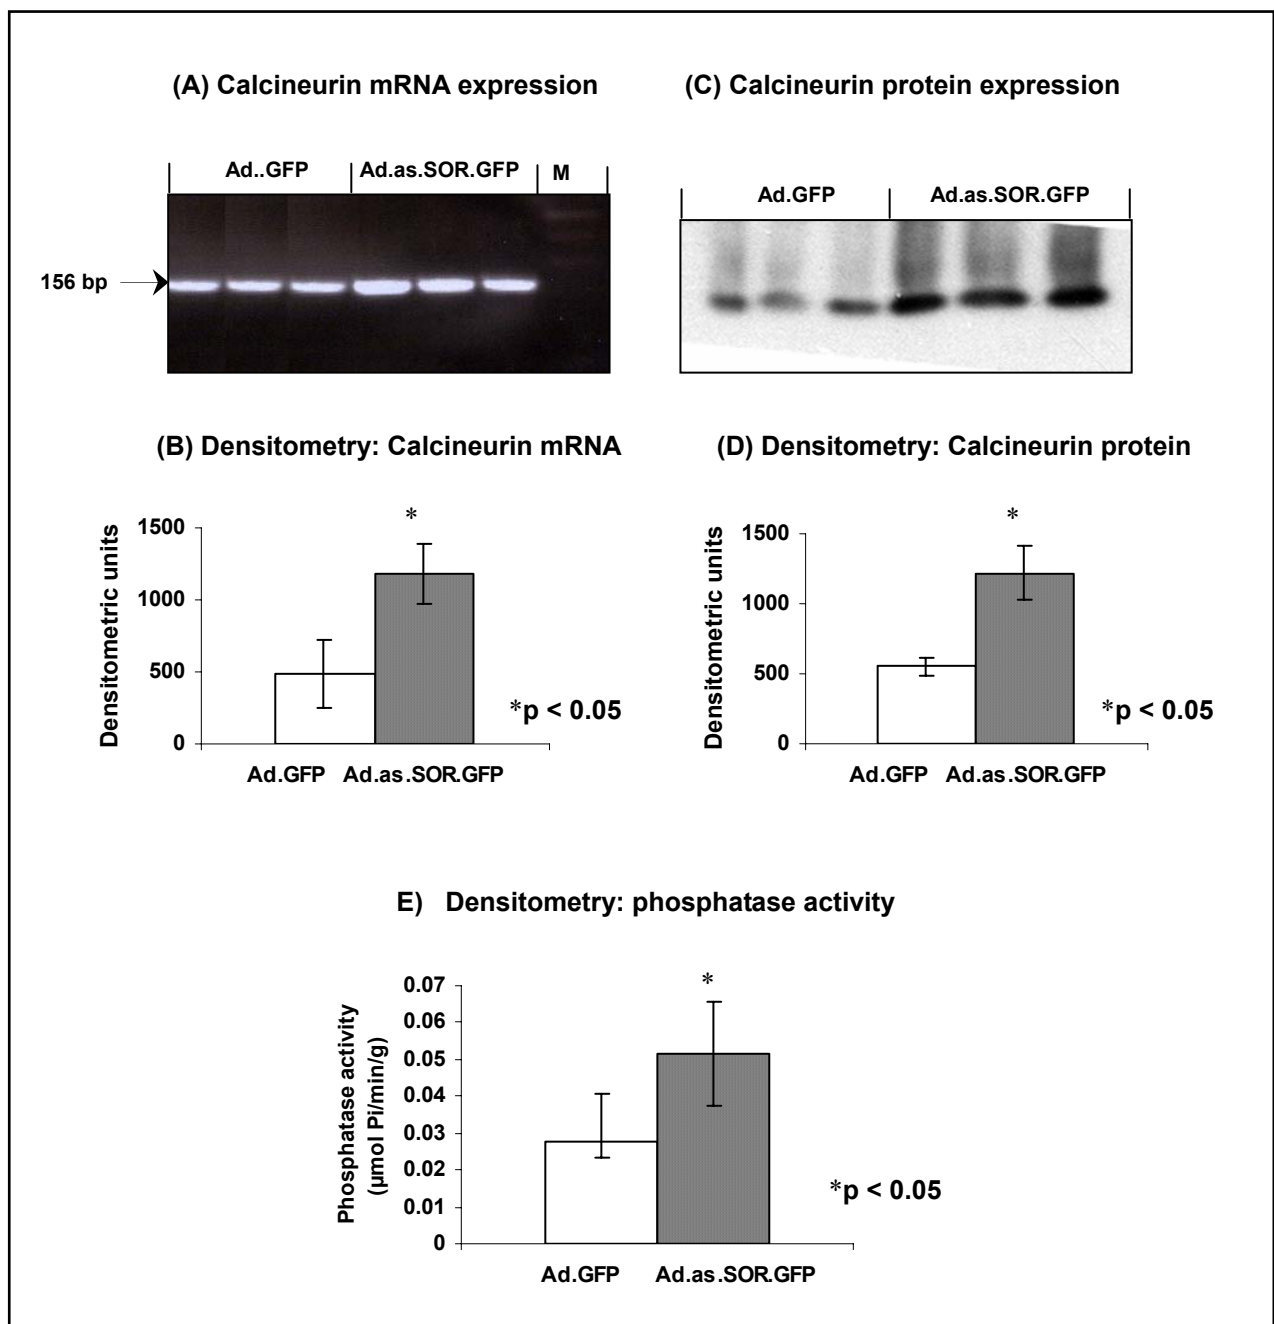 (A) Calcineurin mRNA expression
(C) Calcineurin protein expression
Ad..GFP
Ad.as.SOR.GFP
M
156 bp
Ad.GFP
Ad.as.SOR.GFP
(B) Densitometry: Calcineurin mRNA
(D) Densitometry: Calcineurin protein
Densitometric units
1500
1000
500
0
*
*p < 0.05
Ad.GFP
Ad.as.SOR.GFP
Densitometric units
1500
1000
500
0
*
*p < 0.05
Ad.GFP
Ad.as.SOR.GFP
E) Densitometry: phosphatase activity
Phosphatase activity
(µmol Pi/min/g)
0.07
0.06
0.05
0.04
0.03
0.02
0.01
0
*
*p < 0.05
Ad.GFP
Ad.as.SOR.GFP